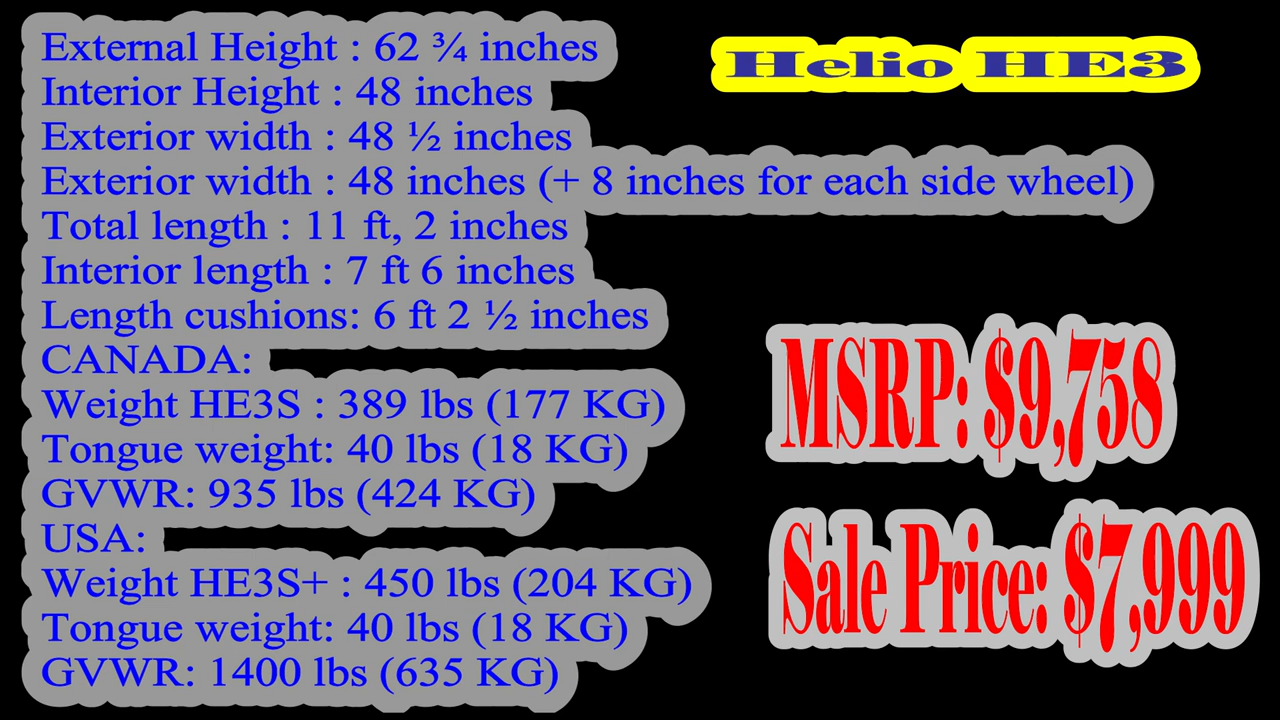 External Height : 62 ¾ inches
Interior Height : 48 inches
Exterior width : 48 ½ inches
Exterior width : 48 inches (+ 8 inches for each side wheel)
Total length : 11 ft, 2 inches
Interior length : 7 ft 6 inches
Length cushions: 6 ft 2 ½ inches
CANADA:
Weight HE3S : 389 lbs (177 KG)
Tongue weight: 40 lbs (18 KG)
GVWR: 935 lbs (424 KG)
USA:
Weight HE3S+ : 450 lbs (204 KG)
Tongue weight: 40 lbs (18 KG)
GVWR: 1400 lbs (635 KG)
Helio HE3
MSRP: $9,758
Sale Price: $7,999